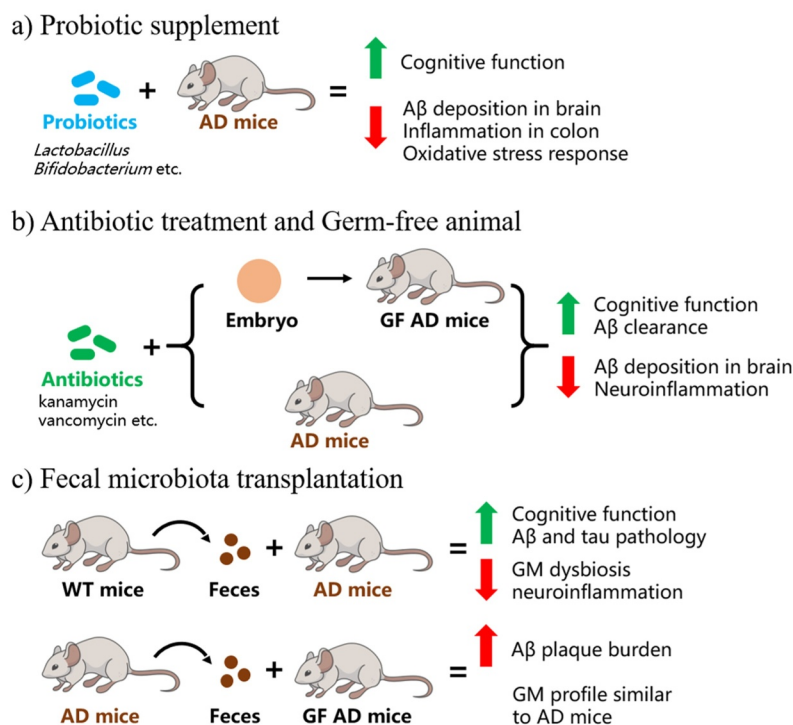 a) Probiotic supplement
+
=
Probiotics
AD mice
Lactobacillus
Bifidobacterium etc.
Cognitive function
Aβ deposition in brain
Inflammation in colon
Oxidative stress response
b) Antibiotic treatment and Germ-free animal
Embryo
GF AD mice
+
Antibiotics
kanamycin
vancomycin etc.
AD mice
Cognitive function
Aβ clearance
Aβ deposition in brain
Neuroinflammation
c) Fecal microbiota transplantation
+
=
WT mice
Feces
AD mice
Cognitive function
Aβ and tau pathology
GM dysbiosis
neuroinflammation
+
=
AD mice
Feces
GF AD mice
Aβ plaque burden
GM profile similar
to AD mice